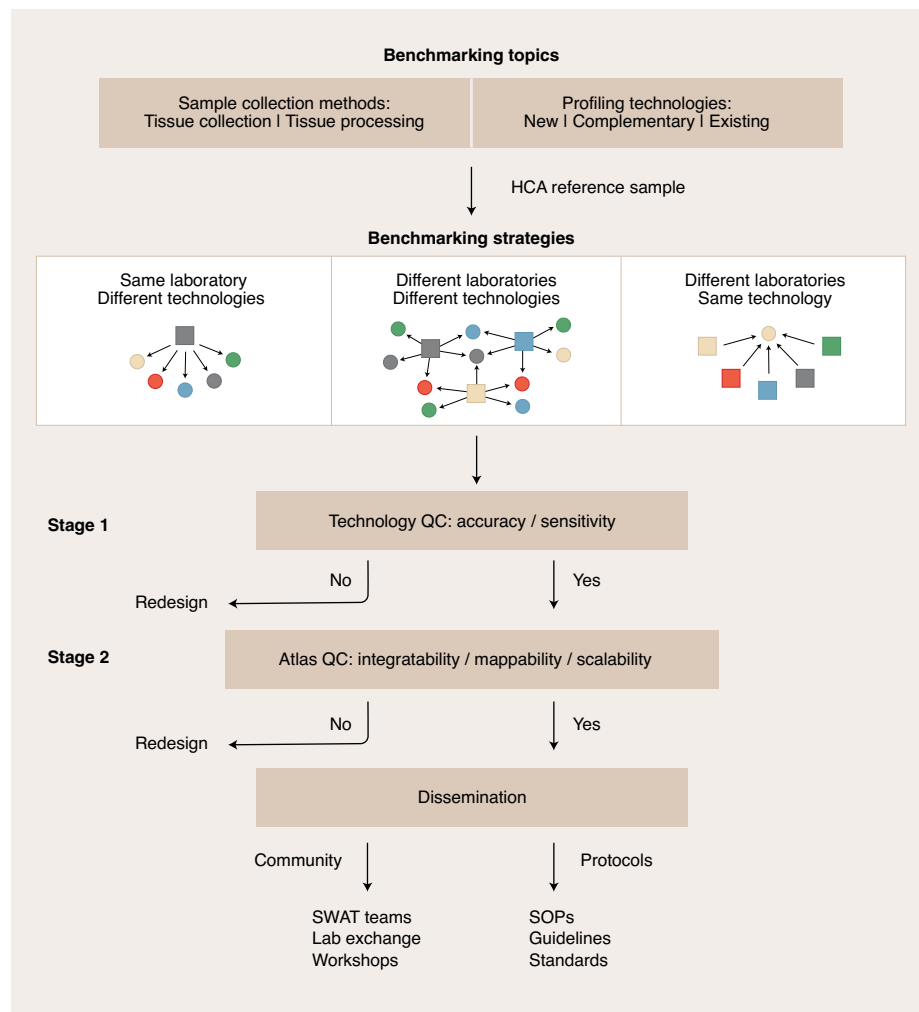 Benchmarking topics
Sample collection methods:
Tissue collection | Tissue processing
Profiling technologies:
New | Complementary | Existing
HCA reference sample
Benchmarking strategies
Same laboratory
Different technologies
Different laboratories
Different technologies
Different laboratories
Same technology
Stage 1
Technology QC: accuracy / sensitivity
No
Yes
Redesign
Stage 2
Atlas QC: integratability / mappability / scalability
No
Yes
Redesign
Dissemination
Community
Protocols
SWAT teams
Lab exchange
Workshops
SOPs
Guidelines
Standards